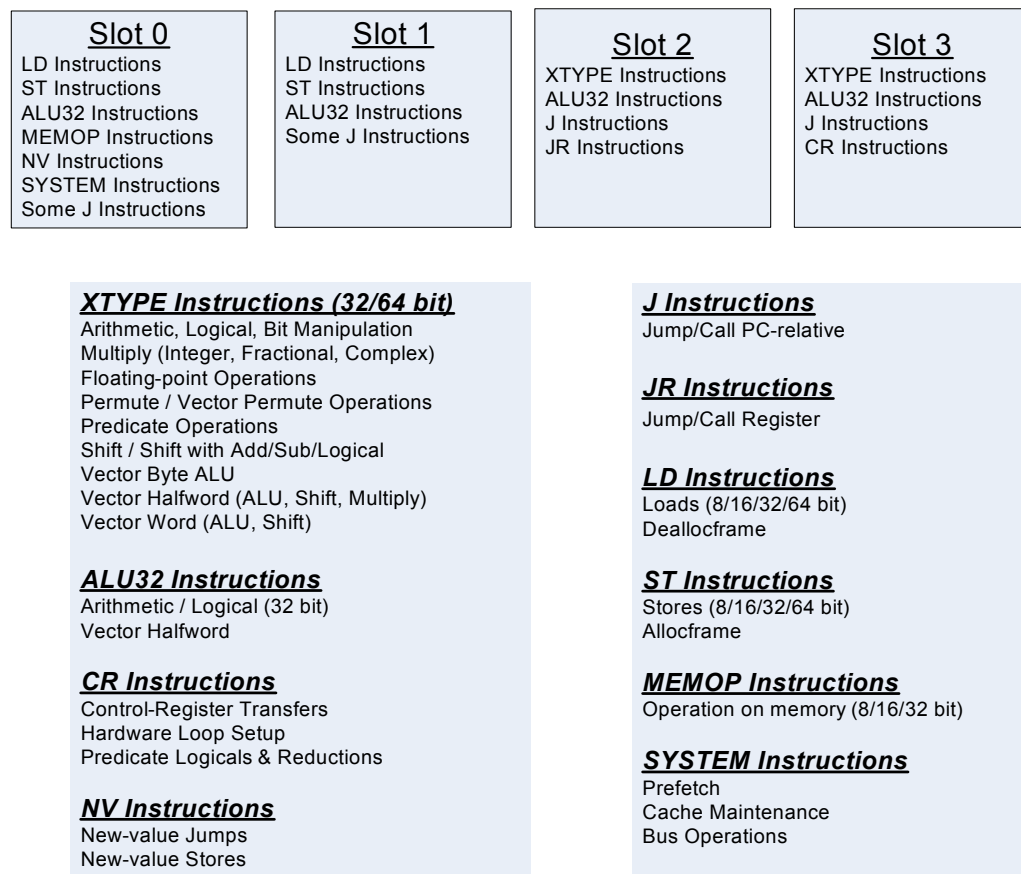 Slot 0
LD Instructions
ST Instructions
ALU32 Instructions
MEMOP Instructions
NV Instructions
SYSTEM Instructions
Some J Instructions
Slot 1
LD Instructions
ST Instructions
ALU32 Instructions
Some J Instructions
Slot 2
XTYPE Instructions
ALU32 Instructions
J Instructions
JR Instructions
Slot 3
XTYPE Instructions
ALU32 Instructions
J Instructions
CR Instructions
XTYPE Instructions (32/64 bit)
Arithmetic, Logical, Bit Manipulation
Multiply (Integer, Fractional, Complex)
Floating-point Operations
Permute / Vector Permute Operations
Predicate Operations
Shift / Shift with Add/Sub/Logical
Vector Byte ALU
Vector Halfword (ALU, Shift, Multiply)
Vector Word (ALU, Shift)
ALU32 Instructions
Arithmetic / Logical (32 bit)
Vector Halfword
CR Instructions
Control-Register Transfers
Hardware Loop Setup
Predicate Logicals & Reductions
NV Instructions
New-value Jumps
New-value Stores
J Instructions
Jump/Call PC-relative
JR Instructions
Jump/Call Register
LD Instructions
Loads (8/16/32/64 bit)
Deallocframe
ST Instructions
Stores (8/16/32/64 bit)
Allocframe
MEMOP Instructions
Operation on memory (8/16/32 bit)
SYSTEM Instructions
Prefetch
Cache Maintenance
Bus Operations